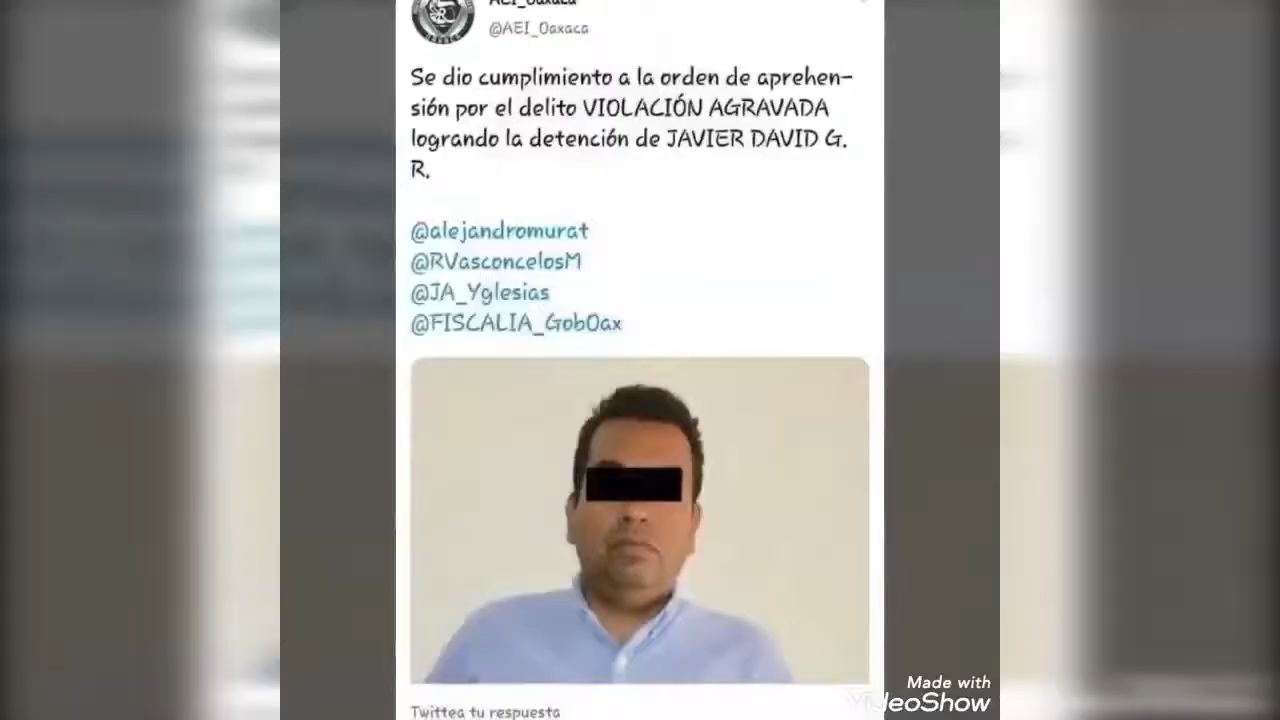 AEI_Oaxaca
@AEI_Oaxaca
Se dio cumplimiento a la orden de aprehen-
sión por el delito VIOLACIÓN AGRAVADA
logrando la detención de JAVIER DAVID G.
R.
@alejandromurat
@RVasconcelosM
@JA_Yglesias
@FISCALIA_GobOax
Twittea tu respuesta
Made with
VideoShow